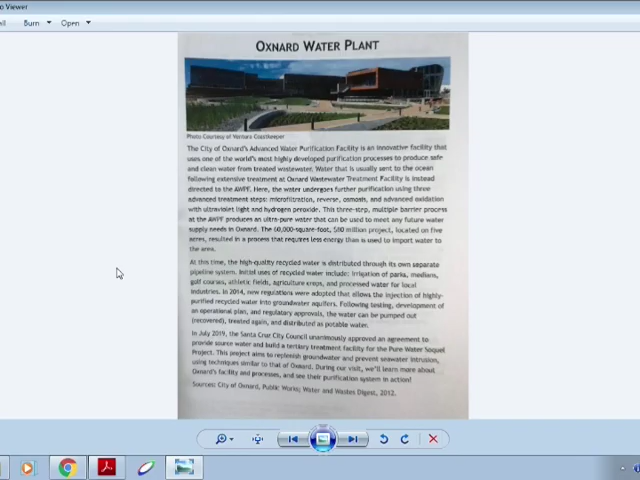 o Viewer
il Burn Open
OXNARD WATER PLANT
Photo Courtesy of Ventura Coastkeeper
The City of Oxnard's Advanced Water Purification Facility is an innovative facility that
uses one of the world's most highly developed purification processes to produce safe
and clean water from treated wastewater. Water that is usually sent to the ocean
following extensive treatment at Oxnard Wastewater Treatment Facility is instead
directed to the AWPF. Here, the water undergoes further purification using three
advanced treatment steps: microfiltration, reverse, osmosis, and advanced oxidation
with ultraviolet light and hydrogen peroxide. This three-step, multiple barrier process
at the AWPF produces an ultra-pure water that can be used to meet any future water
supply needs in Oxnard. The 60,000-square-foot, $80 million project, located on five
acres, resulted in a process that requires less energy than is used to import water to
the area.
At this time, the high-quality recycled water is distributed through its own separate
pipeline system. Initial uses of recycled water include: irrigation of parks, medians,
golf courses, athletic fields, agriculture crops, and processed water for local
industries. In 2014, new regulations were adopted that allows the injection of highly-
purified recycled water into groundwater aquifers. Following testing, development of
an operational plan, and regulatory approvals, the water can be pumped out
(recovered), treated again, and distributed as potable water.
In July 2019, the Santa Cruz City Council unanimously approved an agreement to
provide source water and build a tertiary treatment facility for the Pure Water Soquel
Project. This project aims to replenish groundwater and prevent seawater intrusion,
using techniques similar to that of Oxnard. During our visit, we'll learn more about
Oxnard's facility and processes, and see their purification system in action!
Sources: City of Oxnard, Public Works; Water and Wastes Digest, 2012.